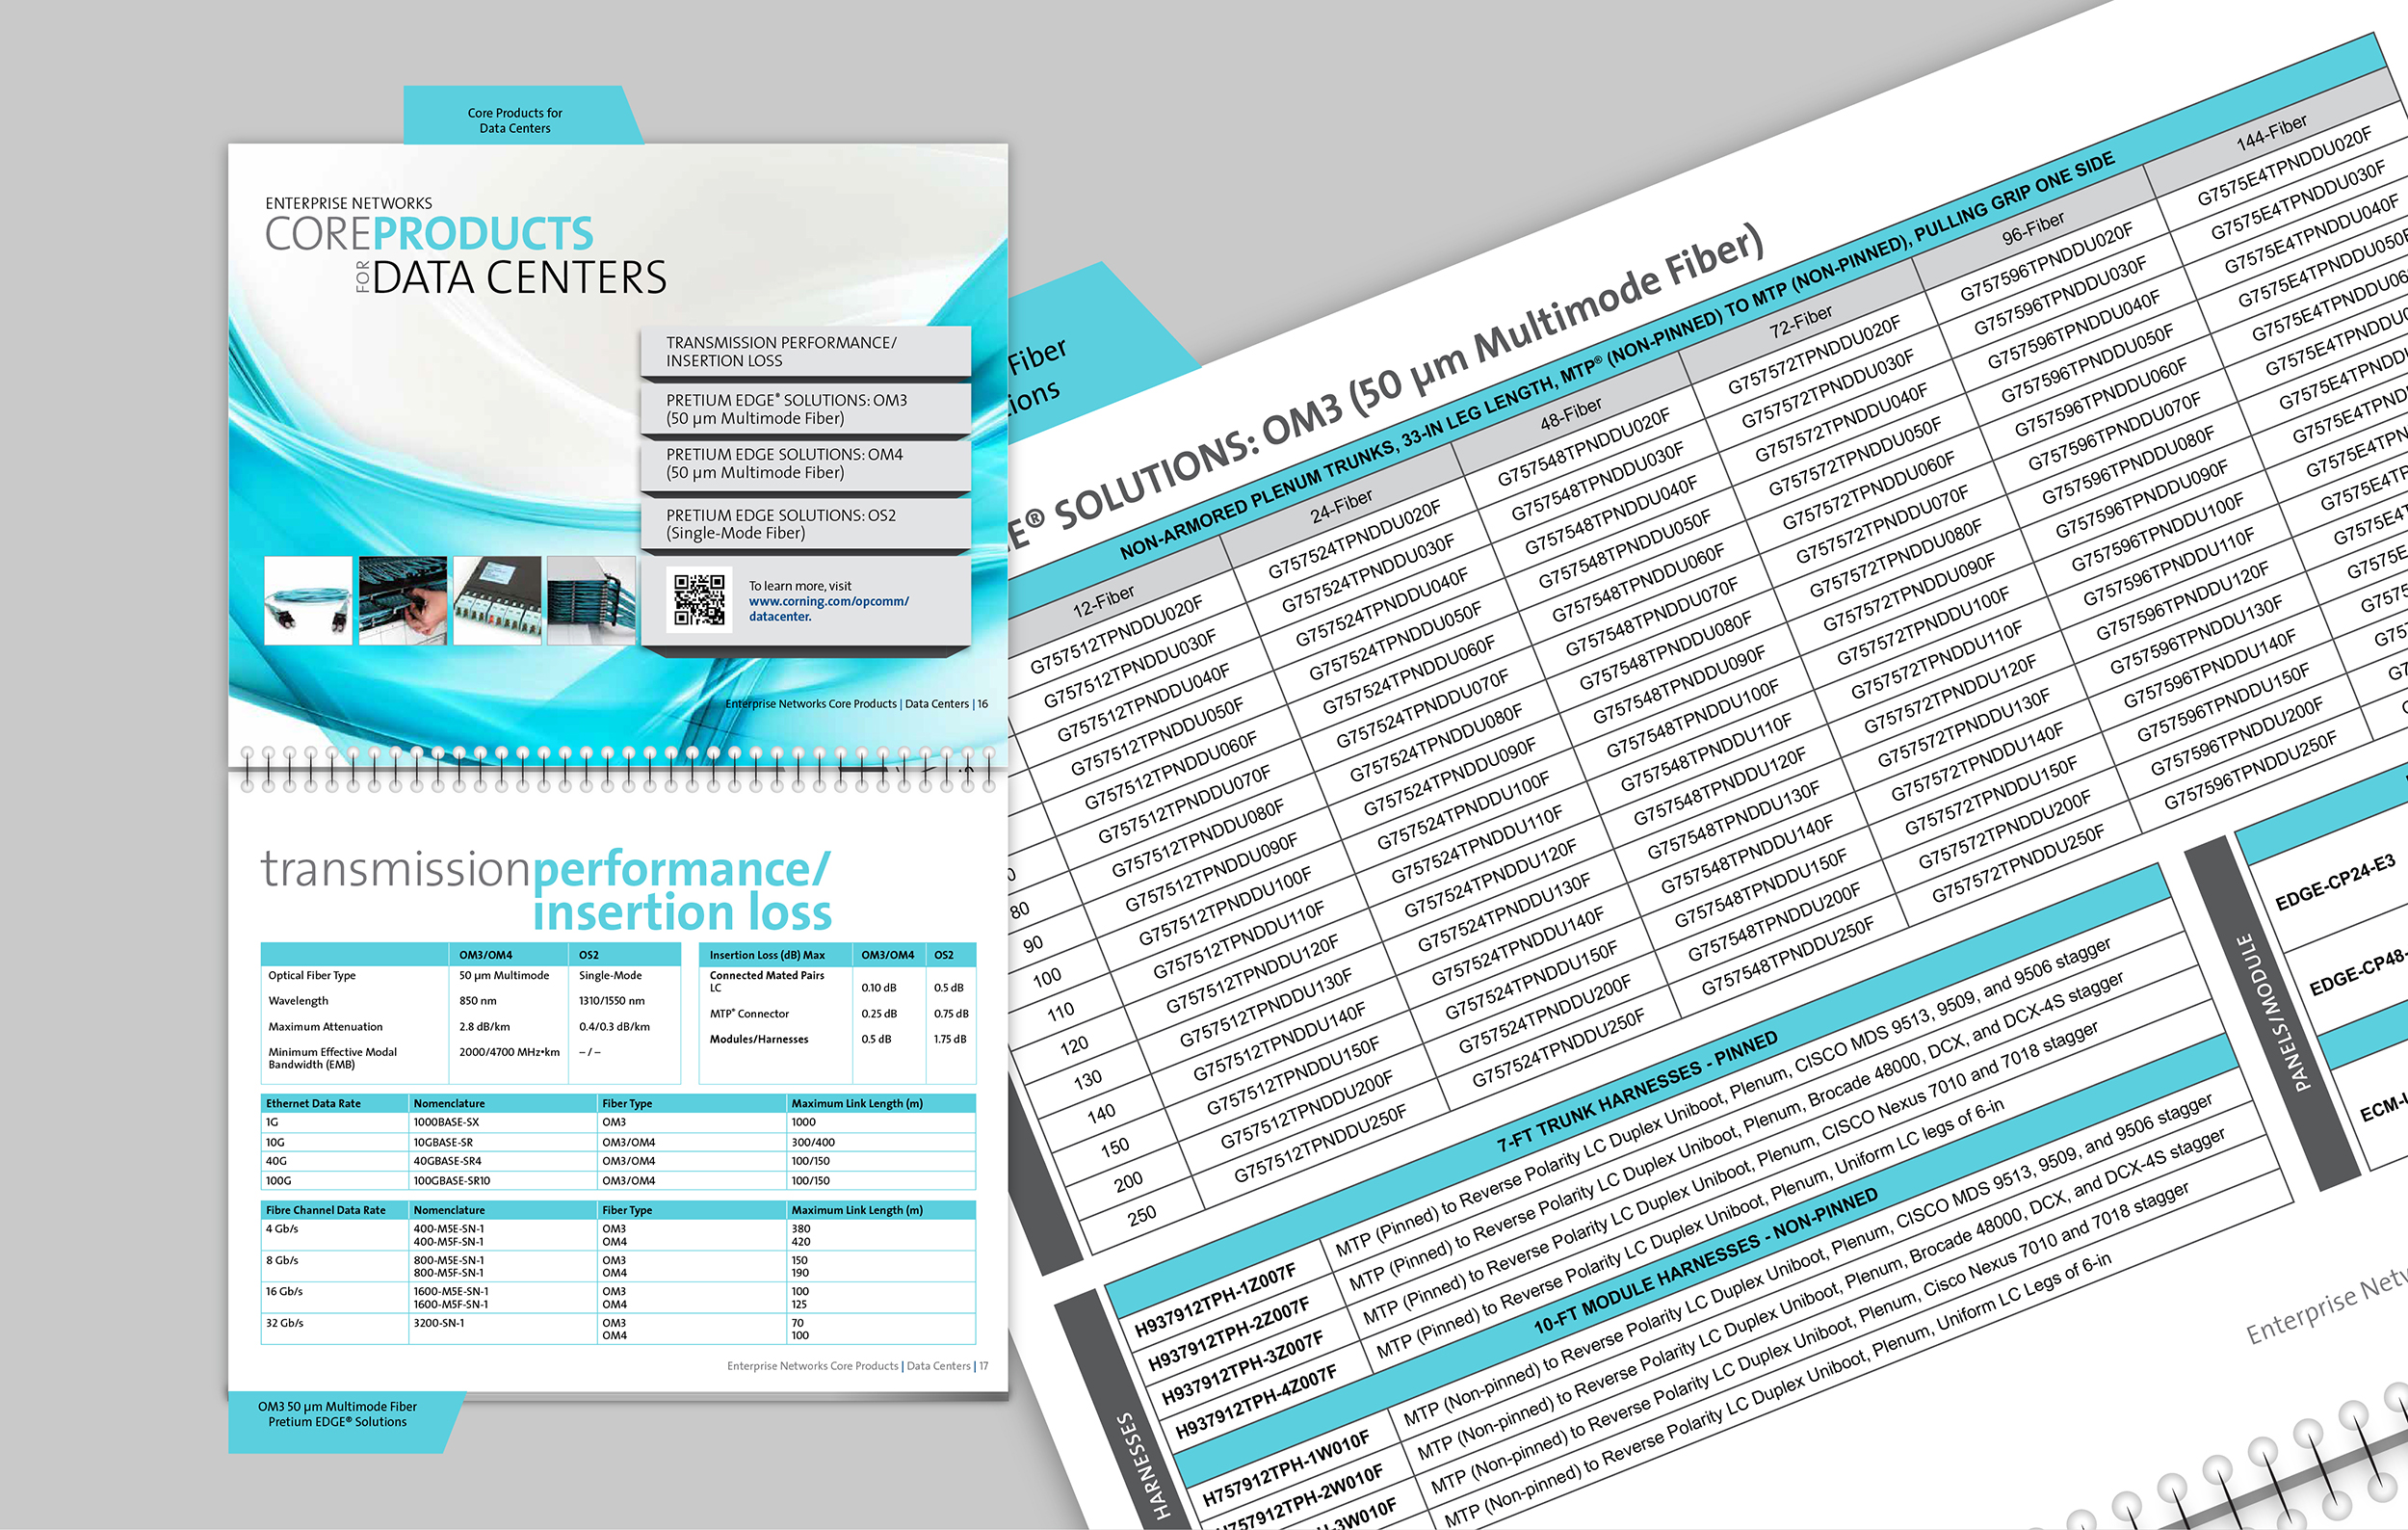 Core Products for
Data Centers
ENTERPRISE NETWORKS
COREPRODUCTS
FOR DATA CENTERS
TRANSMISSION PERFORMANCE/
INSERTION LOSS
PRETIUM EDGE® SOLUTIONS: OM3
(50 µm Multimode Fiber)
PRETIUM EDGE SOLUTIONS: OM4
(50 µm Multimode Fiber)
PRETIUM EDGE SOLUTIONS: OS2
(Single-Mode Fiber)
To learn more, visit
www.corning.com/opcomm/
datacenter.
Enterprise Networks Core Products | Data Centers | 16
transmissionperformance/
insertion loss
OM3/OM4 OS2
Optical Fiber Type 50 µm Multimode Single-Mode
Wavelength 850 nm 1310/1550 nm
Maximum Attenuation 2.8 dB/km 0.4/0.3 dB/km
Minimum Effective Modal 2000/4700 MHz•km – / –
Bandwidth (EMB)
Insertion Loss (dB) Max OM3/OM4 OS2
Connected Mated Pairs
LC 0.10 dB 0.5 dB
MTP® Connector 0.25 dB 0.75 dB
Modules/Harnesses 0.5 dB 1.75 dB
Ethernet Data Rate Nomenclature Fiber Type Maximum Link Length (m)
1G 1000BASE-SX OM3 1000
10G 10GBASE-SR OM3/OM4 300/400
40G 40GBASE-SR4 OM3/OM4 100/150
100G 100GBASE-SR10 OM3/OM4 100/150
Fibre Channel Data Rate Nomenclature Fiber Type Maximum Link Length (m)
4 Gb/s 400-M5E-SN-1 OM3 380
400-M5F-SN-1 OM4 420
8 Gb/s 800-M5E-SN-1 OM3 150
800-M5F-SN-1 OM4 190
16 Gb/s 1600-M5E-SN-1 OM3 100
1600-M5F-SN-1 OM4 125
32 Gb/s 3200-SN-1 OM3 70
OM4 100
Enterprise Networks Core Products | Data Centers | 17
OM3 50 µm Multimode Fiber
Pretium EDGE® Solutions
Fiber
ions
E® SOLUTIONS: OM3 (50 µm Multimode Fiber)
NON-ARMORED PLENUM TRUNKS, 33-IN LEG LENGTH, MTP® (NON-PINNED) TO MTP (NON-PINNED), PULLING GRIP ONE SIDE
12-Fiber 24-Fiber 48-Fiber 72-Fiber 96-Fiber 144-Fiber
G757512TPNDDU020F G757524TPNDDU020F G757548TPNDDU020F G757572TPNDDU020F G757596TPNDDU020F G7575E4TPNDDU020F
G757512TPNDDU030F G757524TPNDDU030F G757548TPNDDU030F G757572TPNDDU030F G757596TPNDDU030F G7575E4TPNDDU030F
G757512TPNDDU040F G757524TPNDDU040F G757548TPNDDU040F G757572TPNDDU040F G757596TPNDDU040F G7575E4TPNDDU040F
G757512TPNDDU050F G757524TPNDDU050F G757548TPNDDU050F G757572TPNDDU050F G757596TPNDDU050F G7575E4TPNDDU050F
G757512TPNDDU060F G757524TPNDDU060F G757548TPNDDU060F G757572TPNDDU060F G757596TPNDDU060F G7575E4TPNDDU06
G757512TPNDDU070F G757524TPNDDU070F G757548TPNDDU070F G757572TPNDDU070F G757596TPNDDU070F G7575E4TPNDDU0
80 G757512TPNDDU080F G757524TPNDDU080F G757548TPNDDU080F G757572TPNDDU080F G757596TPNDDU080F G7575E4TPNDDU
90 G757512TPNDDU090F G757524TPNDDU090F G757548TPNDDU090F G757572TPNDDU090F G757596TPNDDU090F G7575E4TPNDD
100 G757512TPNDDU100F G757524TPNDDU100F G757548TPNDDU100F G757572TPNDDU100F G757596TPNDDU100F G7575E4TPN
110 G757512TPNDDU110F G757524TPNDDU110F G757548TPNDDU110F G757572TPNDDU110F G757596TPNDDU110F G7575E4TP
120 G757512TPNDDU120F G757524TPNDDU120F G757548TPNDDU120F G757572TPNDDU120F G757596TPNDDU120F G7575E4T
130 G757512TPNDDU130F G757524TPNDDU130F G757548TPNDDU130F G757572TPNDDU130F G757596TPNDDU130F G7575E
140 G757512TPNDDU140F G757524TPNDDU140F G757548TPNDDU140F G757572TPNDDU140F G757596TPNDDU140F G7575
150 G757512TPNDDU150F G757524TPNDDU150F G757548TPNDDU150F G757572TPNDDU150F G757596TPNDDU150F G757
200 G757512TPNDDU200F G757524TPNDDU200F G757548TPNDDU200F G757572TPNDDU200F G757596TPNDDU200F
250 G757512TPNDDU250F G757524TPNDDU250F G757548TPNDDU250F G757572TPNDDU250F G757596TPNDDU250F
HARNESSES
7-FT TRUNK HARNESSES - PINNED
H937912TPH-1Z007F MTP (Pinned) to Reverse Polarity LC Duplex Uniboot, Plenum, CISCO MDS 9513, 9509, and 9506 stagger
H937912TPH-2Z007F MTP (Pinned) to Reverse Polarity LC Duplex Uniboot, Plenum, Brocade 48000, DCX, and DCX-4S stagger
H937912TPH-3Z007F MTP (Pinned) to Reverse Polarity LC Duplex Uniboot, Plenum, CISCO Nexus 7010 and 7018 stagger
H937912TPH-4Z007F MTP (Pinned) to Reverse Polarity LC Duplex Uniboot, Plenum, Uniform LC legs of 6-in
10-FT MODULE HARNESSES - NON-PINNED
H757912TPH-1W010F MTP (Non-pinned) to Reverse Polarity LC Duplex Uniboot, Plenum, CISCO MDS 9513, 9509, and 9506 stagger
H757912TPH-2W010F MTP (Non-pinned) to Reverse Polarity LC Duplex Uniboot, Plenum, Brocade 48000, DCX, and DCX-4S stagger
-3W010F MTP (Non-pinned) to Reverse Polarity LC Duplex Uniboot, Plenum, Cisco Nexus 7010 and 7018 stagger
MTP (Non-pinned) to Reverse Polarity LC Duplex Uniboot, Plenum, Uniform LC Legs of 6-in
PANELS/MODULE
EDGE-CP24-E3
EDGE-CP48-
ECM-
Enterprise Netw